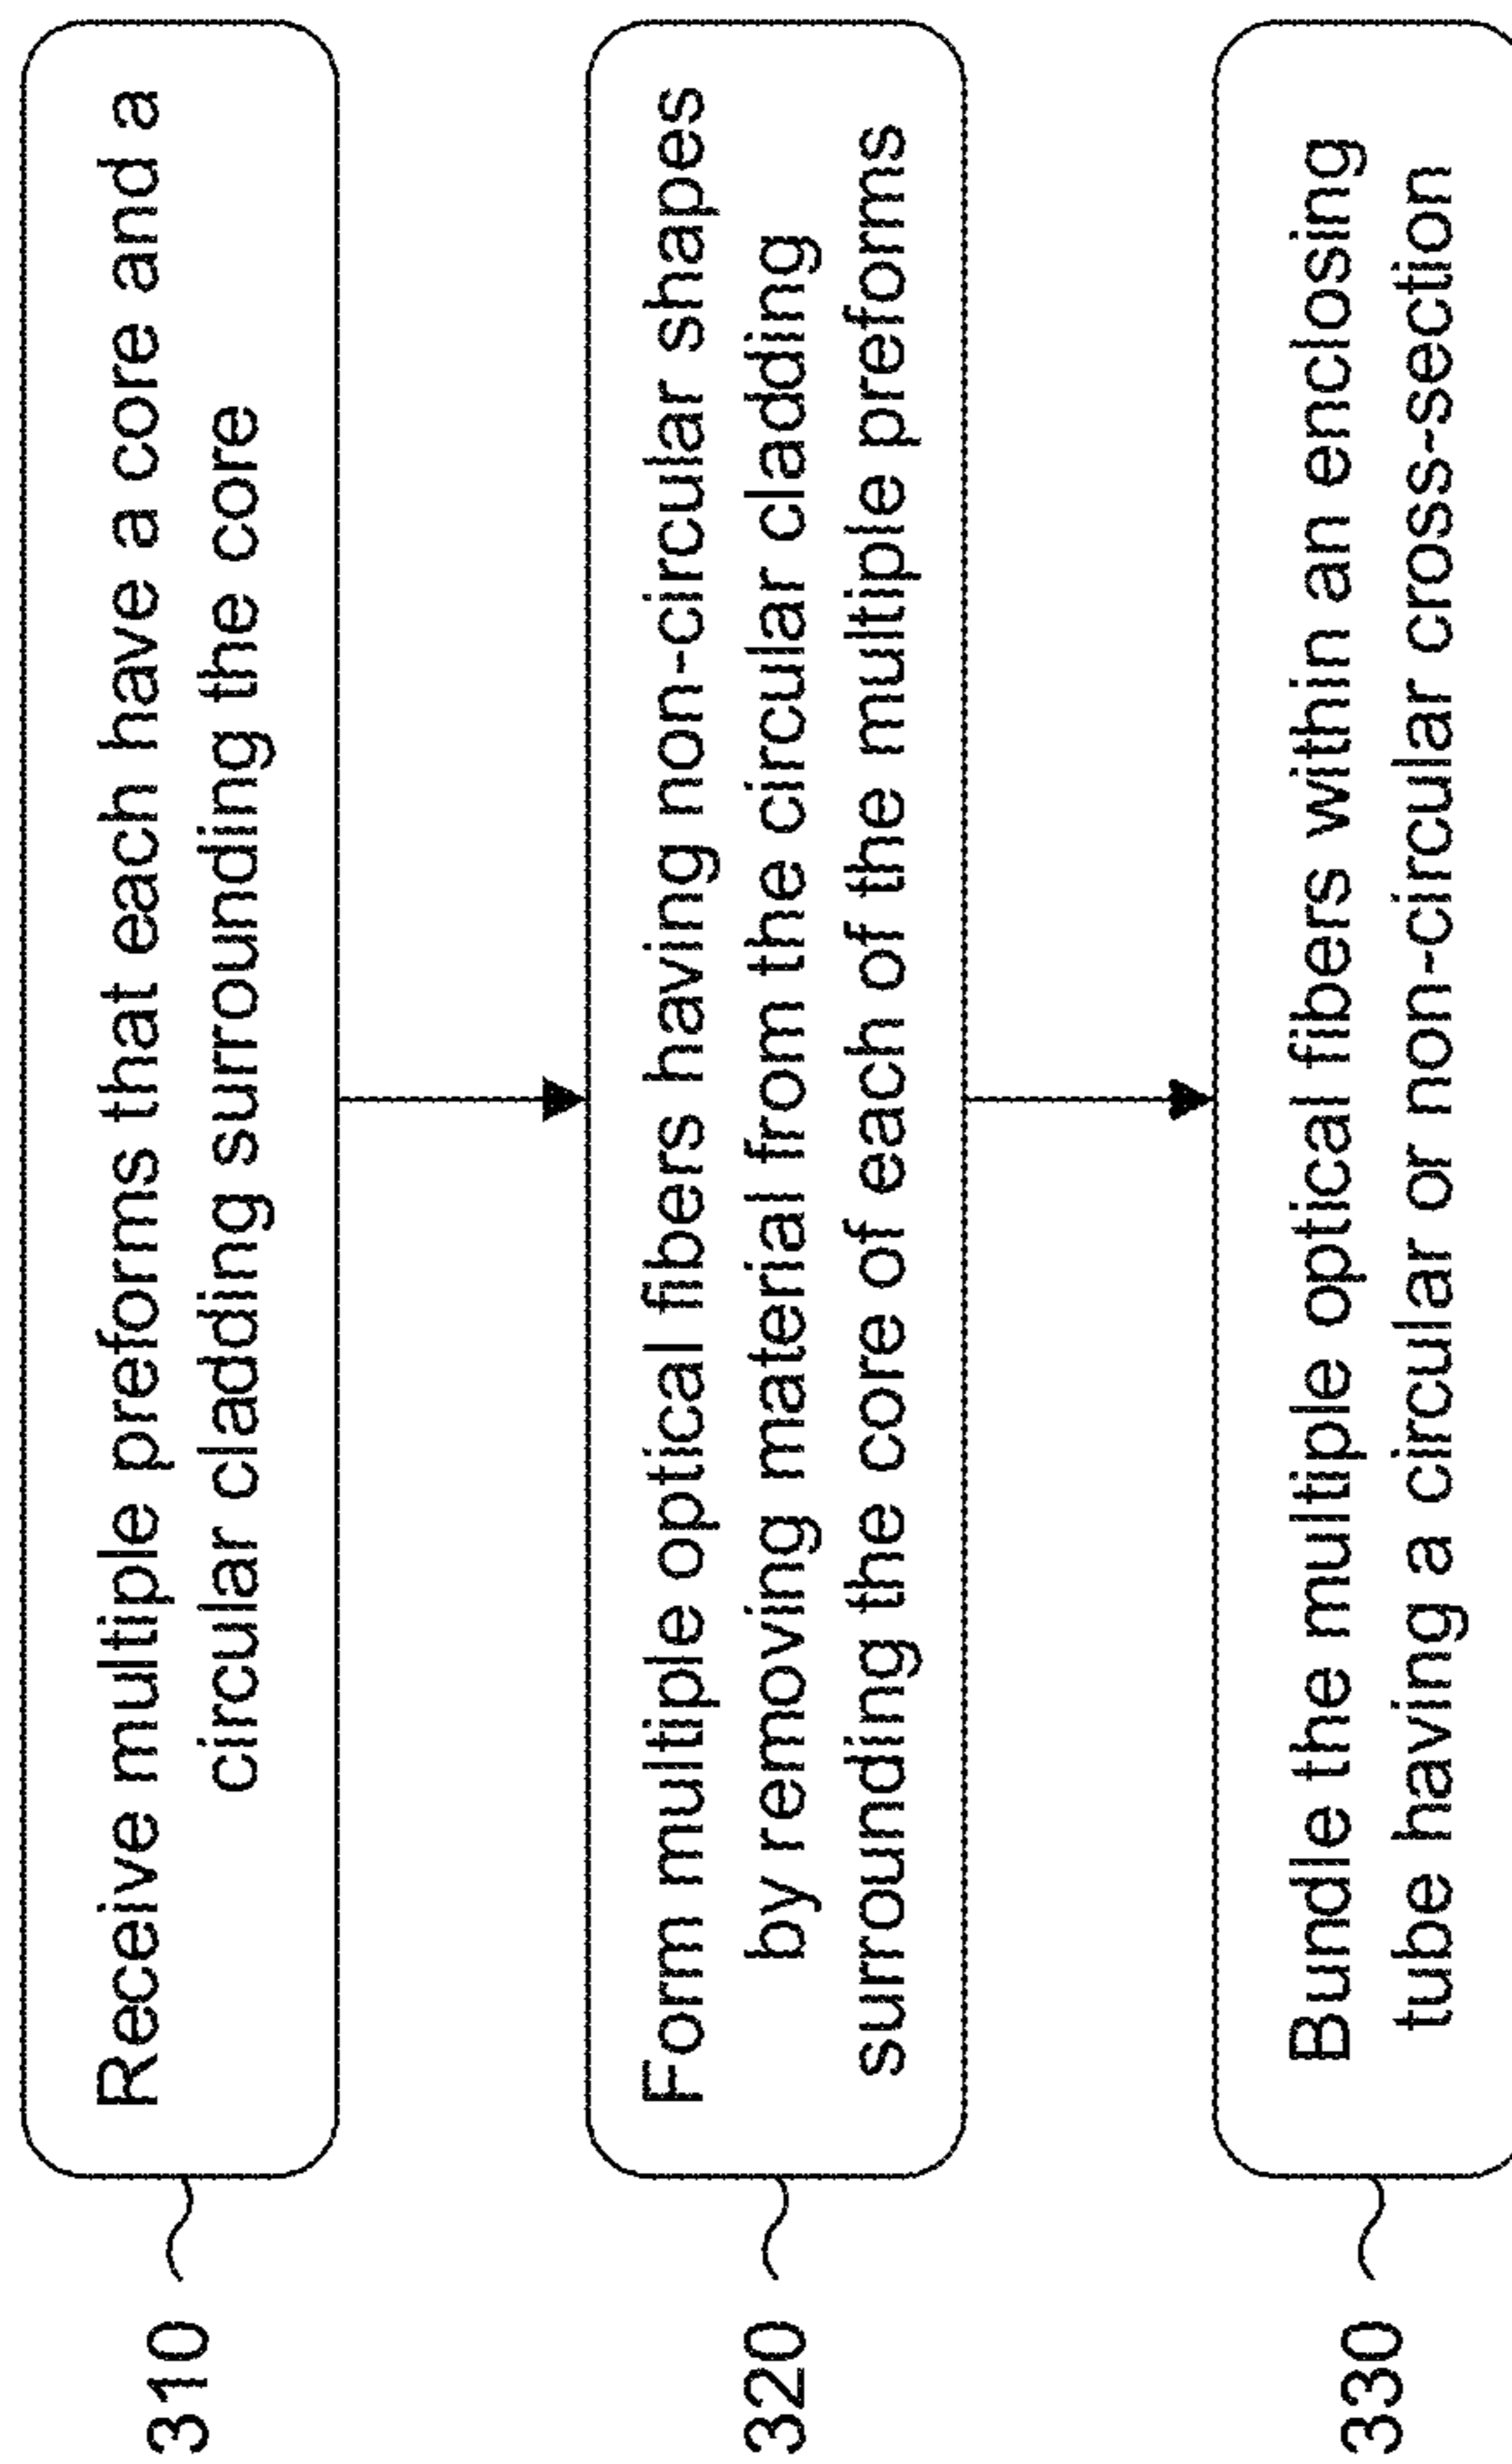 310
Receive multiple preforms that each have a core and a
circular cladding surrounding the core
320
Form multiple optical fibers having non-circular shapes
by removing material from the circular cladding
surrounding the core of each of the multiple preforms
330
Bundle the multiple optical fibers within an enclosing
tube having a circular or non-circular cross-section